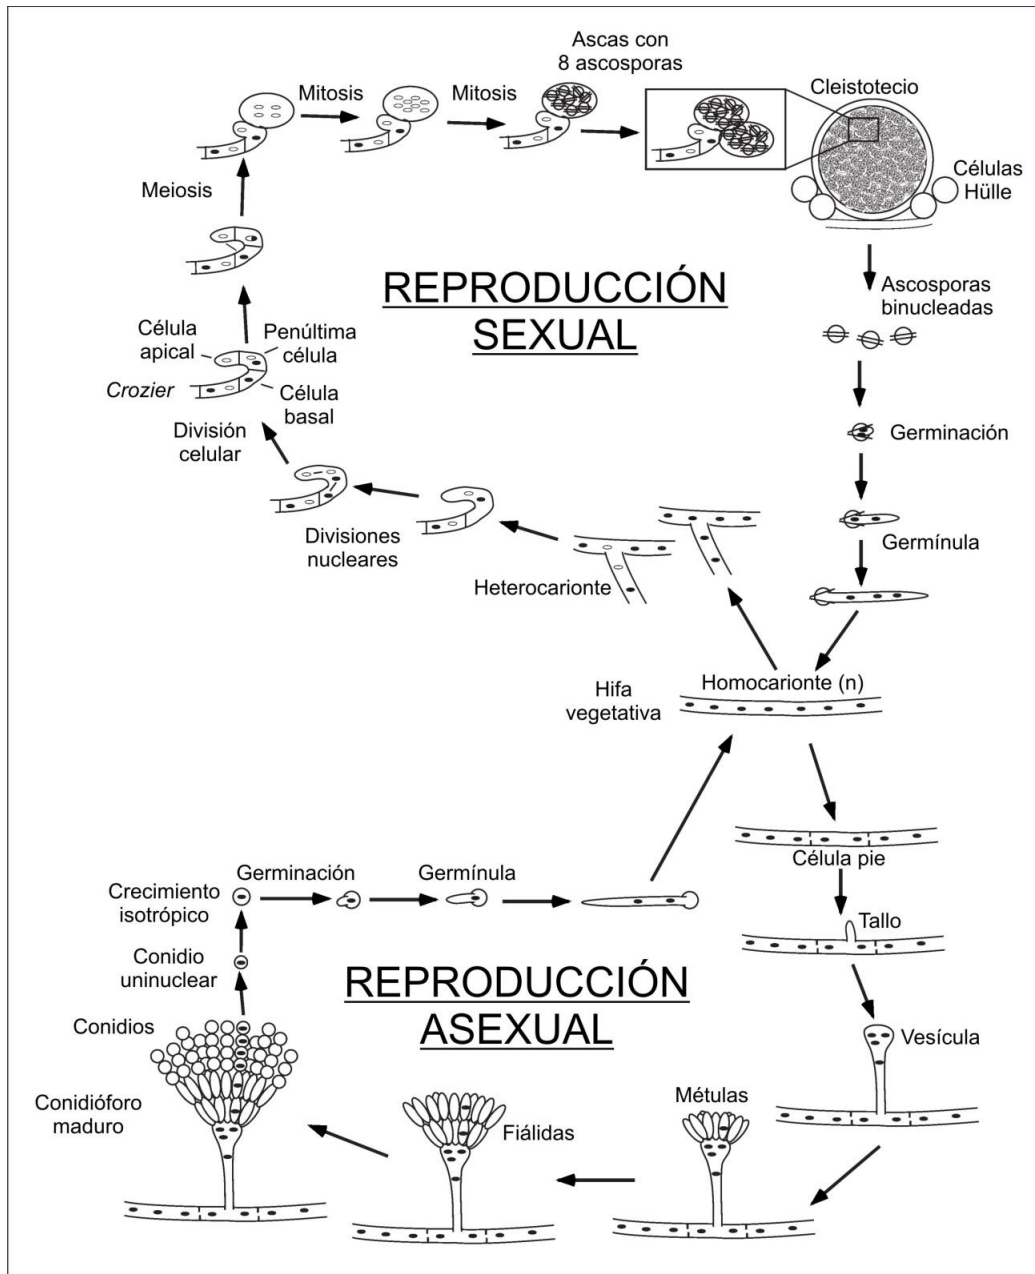 Ascas con
8 ascosporas
Mitosis
Mitosis
Cleistotecio
Células
Hülle
Meiosis
REPRODUCCIÓN
SEXUAL
Ascosporas
binucleadas
Célula
apical
Penúltima
célula
Crozier
Célula
basal
División
celular
Germinación
Divisiones
nucleares
Germínula
Heterocarionte
Homocarionte (n)
Hifa
vegetativa
Célula pie
Germinación
Germínula
Crecimiento
isotrópico
Tallo
Conidio
uninuclear
REPRODUCCIÓN
ASEXUAL
Conidios
Vesícula
Conidióforo
maduro
Métulas
Fiálidas